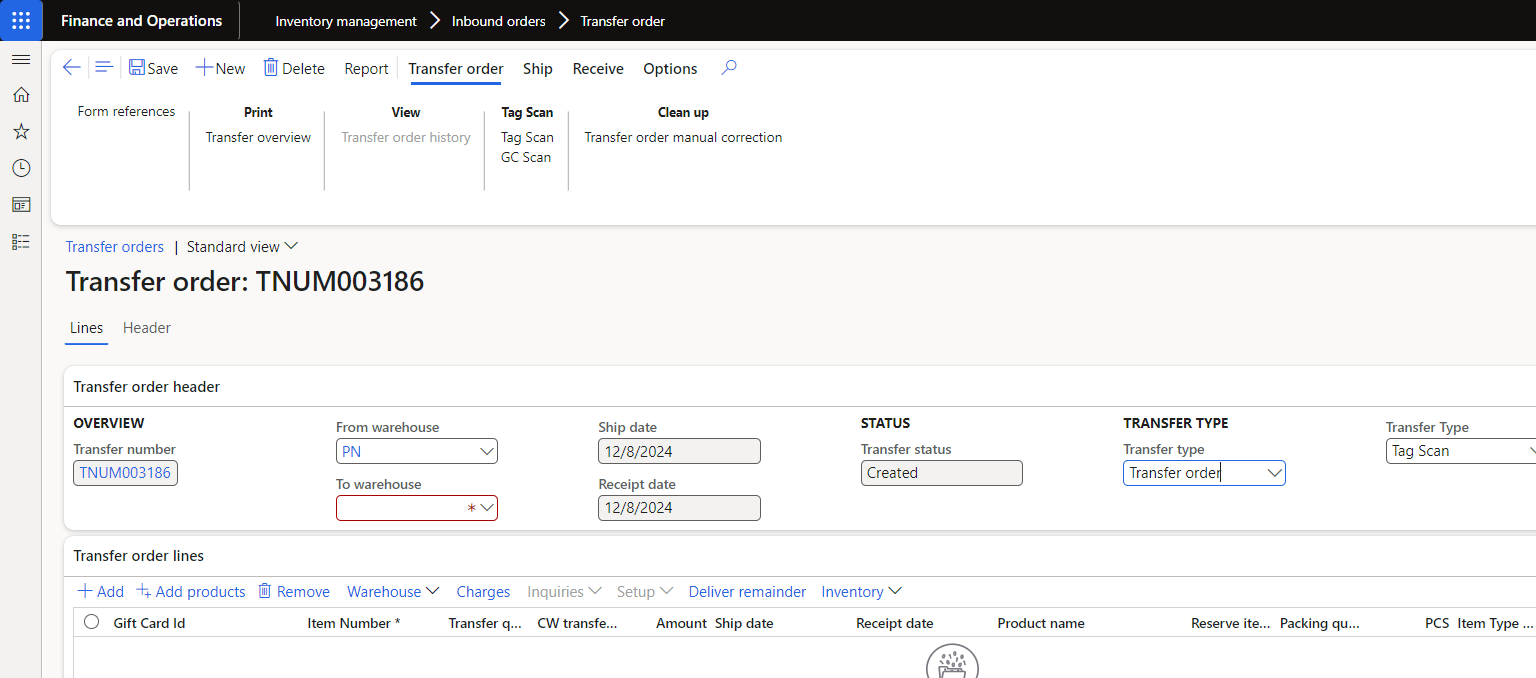 Finance and Operations
Inventory management
Inbound orders
Transfer order
Save
New
Delete
Report
Transfer order
Ship
Receive
Options
Form references
Print
Transfer overview
View
Transfer order history
Tag Scan
Tag Scan
GC Scan
Clean up
Transfer order manual correction
Transfer orders | Standard view
Transfer order: TNUM003186
Lines
Header
Transfer order header
OVERVIEW
Transfer number
TNUM003186
From warehouse
PN
To warehouse
*
Ship date
12/8/2024
Receipt date
12/8/2024
STATUS
Transfer status
Created
TRANSFER TYPE
Transfer type
Transfer order
Transfer Type
Tag Scan
Transfer order lines
Add
Add products
Remove
Warehouse
Charges
Inquiries
Setup
Deliver remainder
Inventory
Gift Card Id
Item Number *
Transfer q...
CW transfe...
Amount
Ship date
Receipt date
Product name
Reserve ite...
Packing qu...
PCS
Item Type ...